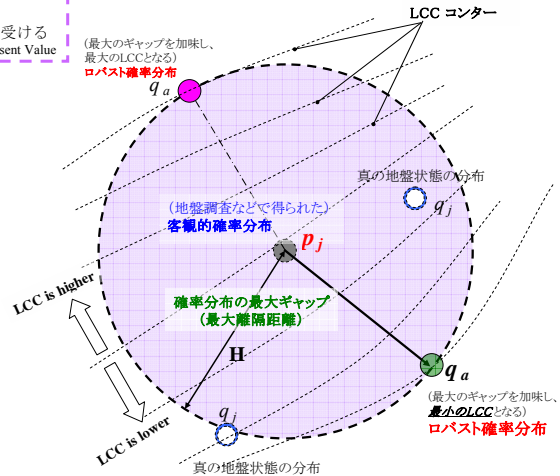 受ける
sent Value
LCC コンター
(最大のギャップを加味し、
最大のLCCとなる)
ロバスト確率分布
q a
真の地盤状態の分布
q j
(地盤調査などで得られた)
客観的確率分布
p j
LCC is higher
確率分布の最大ギャップ
(最大離隔距離)
H
q a
(最大のギャップを加味し、
最小のLCCとなる)
ロバスト確率分布
LCC is lower
q j
真の地盤状態の分布